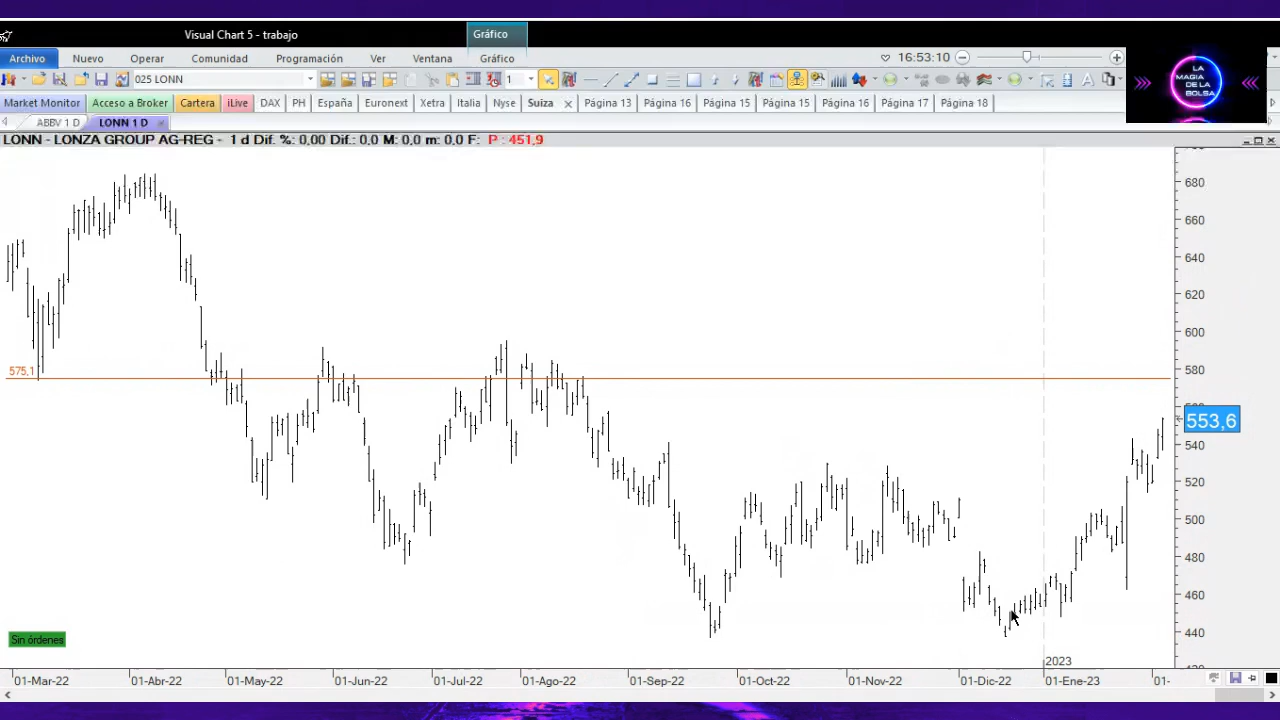 Visual Chart 5 - trabajo
Gráfico
Archivo Nuevo Operar Comunidad Programación Ver Ventana Gráfico 16:53:10
025 LONN 1
LA MAGIA DE LA BOLSA
Market Monitor Acceso a Broker Cartera iLive DAX PH España Euronext Xetra Italia Nyse Suiza Página 13 Página 16 Página 15 Página 15 Página 16 Página 17 Página 18
ABBV 1 D LONN 1 D
LONN - LONZA GROUP AG-REG - 1 d Dif. %: 0,00 Dif.: 0,0 M: 0,0 m: 0,0 F: P : 451,9
680
660
640
620
600
580
575,1
553,6
540
520
500
480
460
440
Sin órdenes
2023
01-Mar-22 01-Abr-22 01-May-22 01-Jun-22 01-Jul-22 01-Ago-22 01-Sep-22 01-Oct-22 01-Nov-22 01-Dic-22 01-Ene-23 01-